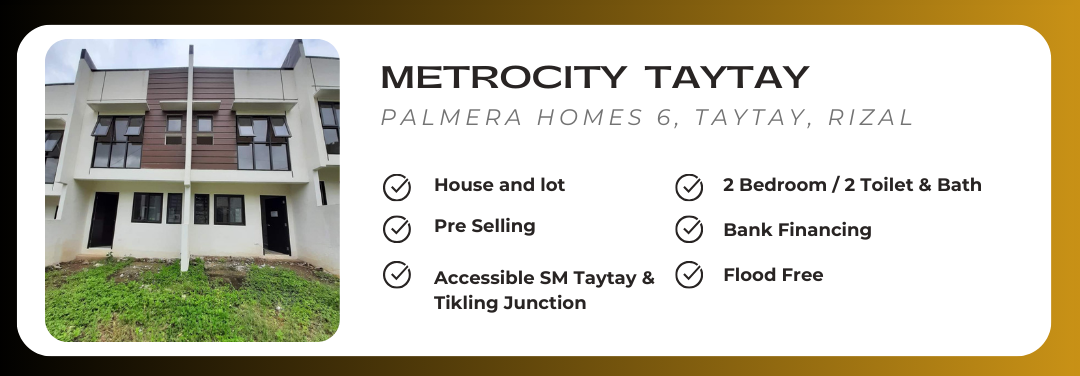 METROCITY TAYTAY
PALMERA HOMES 6, TAYTAY, RIZAL
House and lot
Pre Selling
Accessible SM Taytay &
Tikling Junction
2 Bedroom / 2 Toilet & Bath
Bank Financing
Flood Free